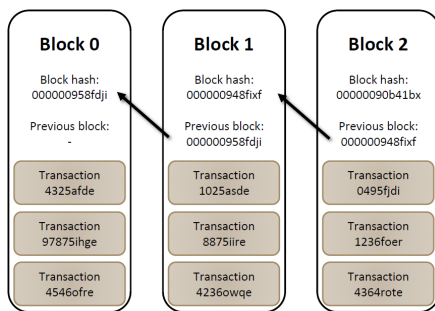 Block 0
Block hash:
000000958fdji
Previous block:
-
Transaction
4325afde
Transaction
97875ihge
Transaction
4546ofre
Block 1
Block hash:
000000948fixf
Previous block:
000000958fdji
Transaction
1025asde
Transaction
8875iire
Transaction
4236owqe
Block 2
Block hash:
00000090b41bx
Previous block:
000000948fixf
Transaction
0495fjdi
Transaction
1236foer
Transaction
4364rote